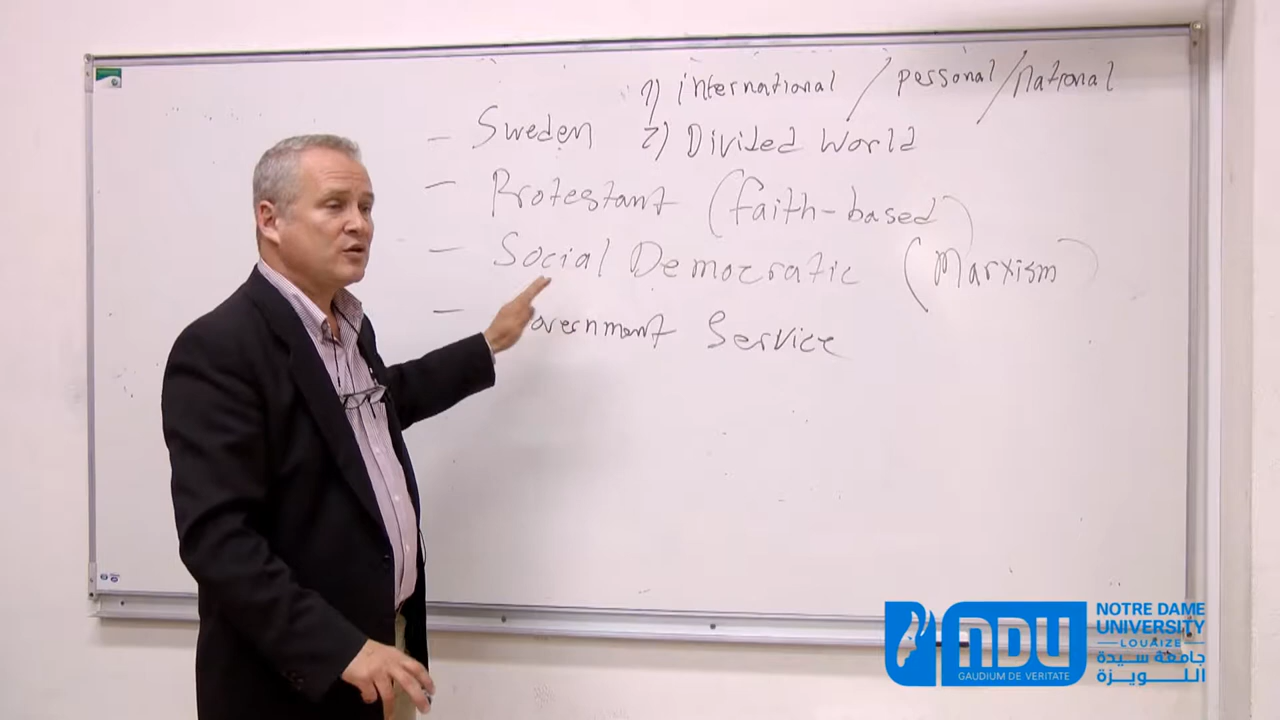 1) international / personal / national
- Sweden 2) Divided World
- Protestant (faith-based)
- Social Democratic (Marxism)
- overnment Service
NDU
GAUDIUM DE VERITATE
NOTRE DAME
UNIVERSITY
LOUAIZE
جامعة سيدة
اللويزة